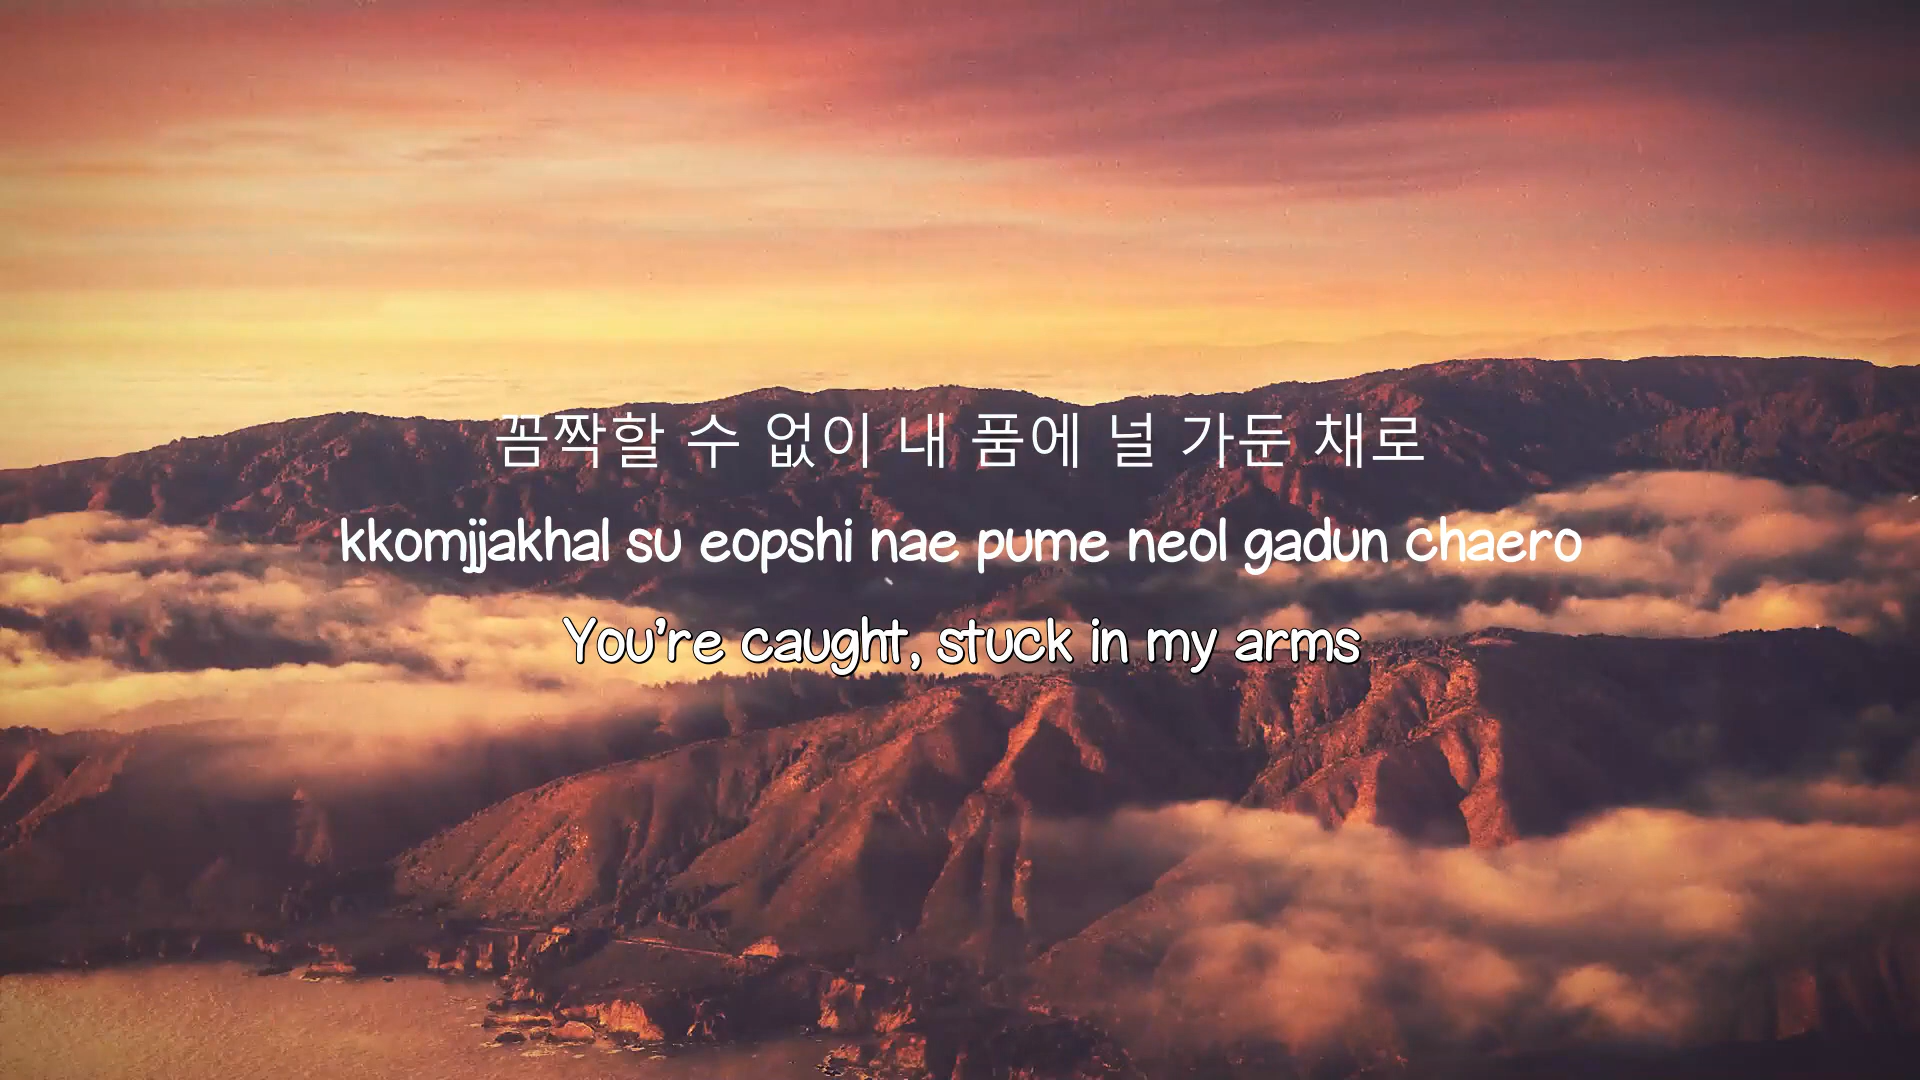 꼼짝할 수 없이 내 품에 널 가둔 채로
kkomjjakhal su eopshi nae pume neol gadun chaero
You're caught, stuck in my arms